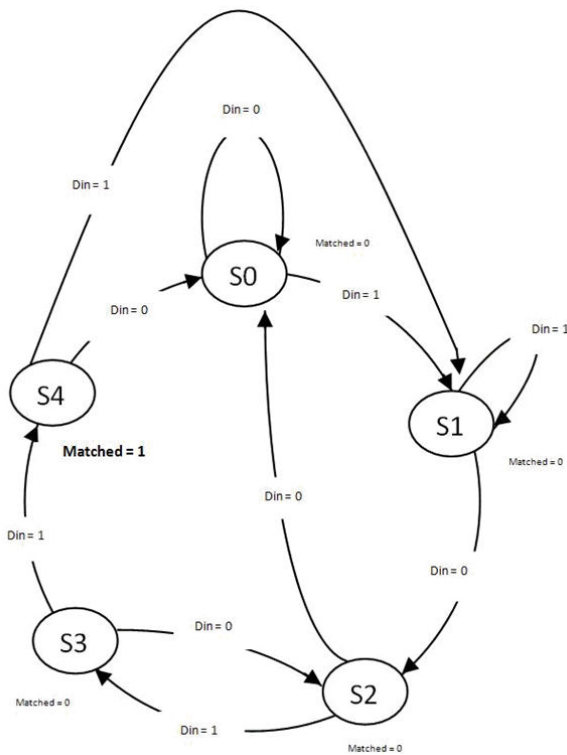 Din = 0
Din = 1
Matched = 0
S0
Din = 1
Din = 0
Din = 1
S4
S1
Matched = 1
Matched = 0
Din = 0
Din = 1
Din = 0
Din = 0
S3
S2
Matched = 0
Din = 1
Matched = 0